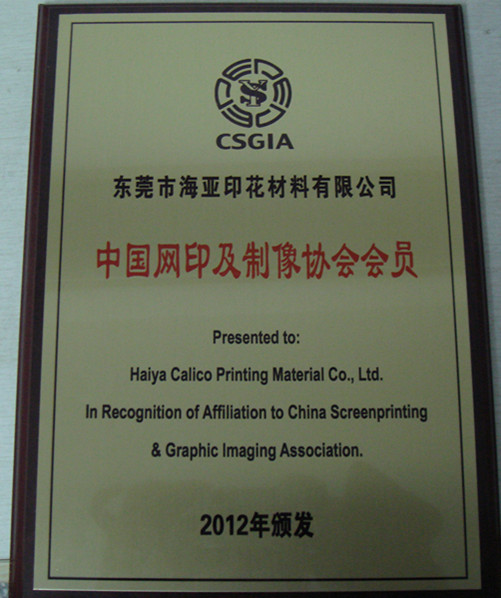 CSGIA
东莞市海亚印花材料有限公司
中国网印及制像协会会员
Presented to:
Haiya Calico Printing Material Co., Ltd.
In Recognition of Affiliation to China Screenprinting
& Graphic Imaging Association.
2012年颁发